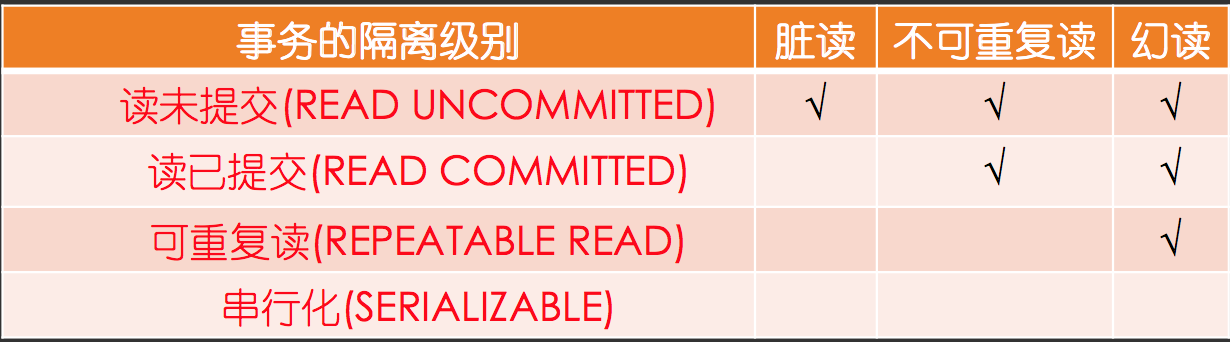 事务的隔离级别 脏读 不可重复读 幻读
读未提交(READ UNCOMMITTED) √ √ √
读已提交(READ COMMITTED) √ √
可重复读(REPEATABLE READ) √
串行化(SERIALIZABLE)